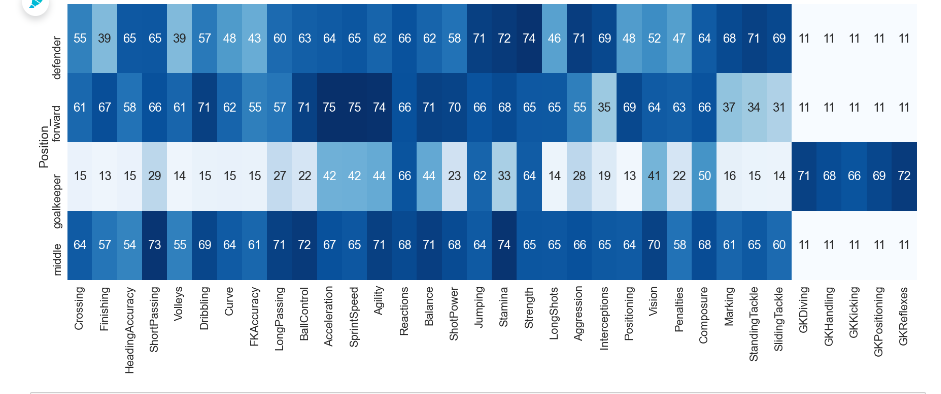 55 39 65 65 39 57 48 43 60 63 64 65 62 66 62 58 71 72 74 46 71 69 48 52 47 64 68 71 69 11 11 11 11 11
61 67 58 66 61 71 62 55 57 71 75 75 74 66 71 70 66 68 65 65 55 35 69 64 63 66 37 34 31 11 11 11 11 11
15 13 15 29 14 15 15 15 27 22 42 42 44 66 44 23 62 33 64 14 28 19 13 41 22 50 16 15 14 71 68 66 69 72
64 57 54 73 55 69 64 61 71 72 67 65 71 68 71 68 64 74 65 65 66 65 64 70 58 68 61 65 60 11 11 11 11 11
Position_
defender
forward
goalkeeper
middle
Crossing
Finishing
HeadingAccuracy
ShortPassing
Volleys
Dribbling
Curve
FKAccuracy
LongPassing
BallControl
Acceleration
SprintSpeed
Agility
Reactions
Balance
ShotPower
Jumping
Stamina
Strength
LongShots
Aggression
Interceptions
Positioning
Vision
Penalties
Composure
Marking
StandingTackle
SlidingTackle
GKDiving
GKHandling
GKKicking
GKPositioning
GKReflexes